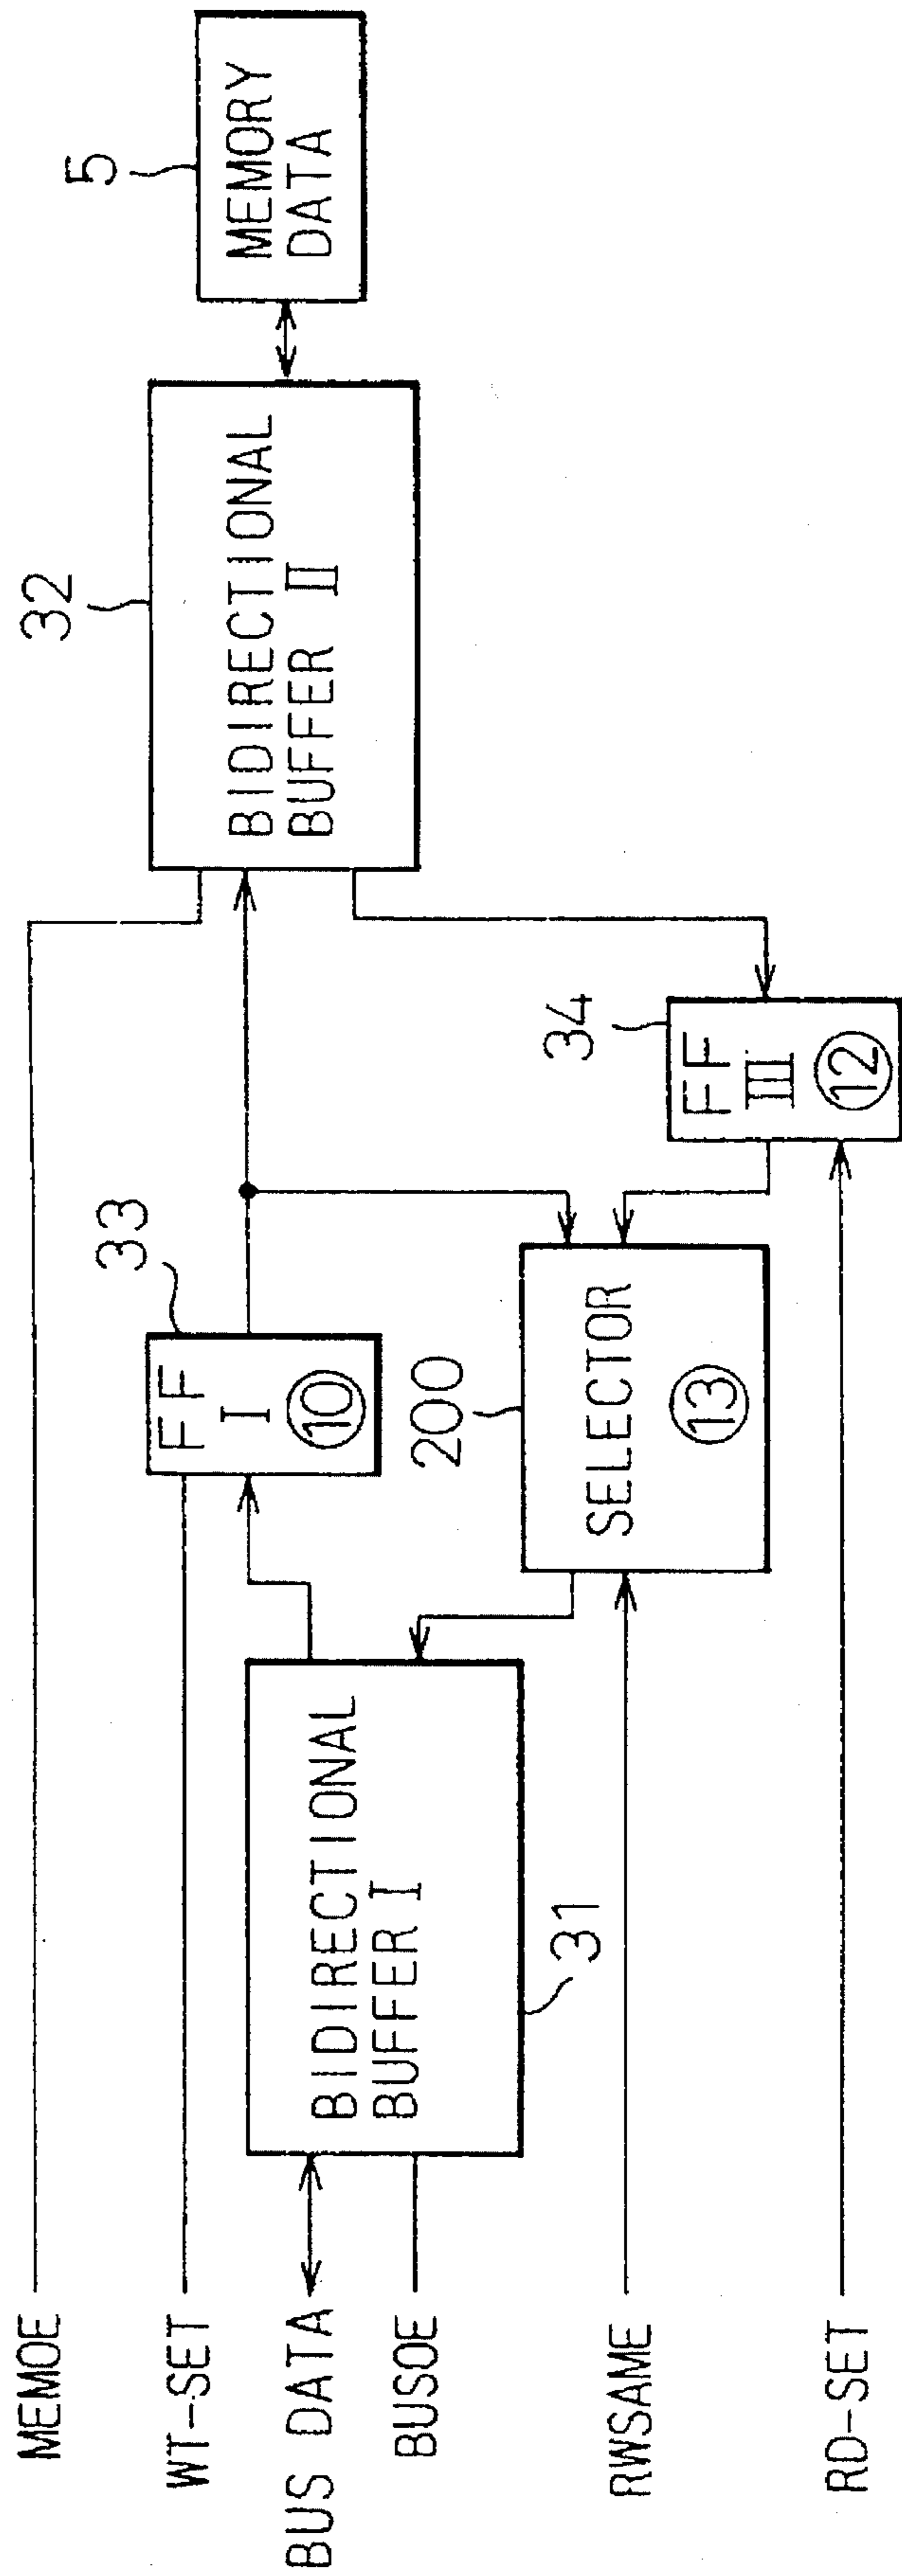 MEMOE
WT-SET
BUS DATA
BUSOE
RWSAME
RD-SET
BIDIRECTIONAL
BUFFER I
31
FF
I
⑩
33
200
SELECTOR
⑬
34
FF
III
⑫
32
BIDIRECTIONAL
BUFFER II
5
MEMORY
DATA